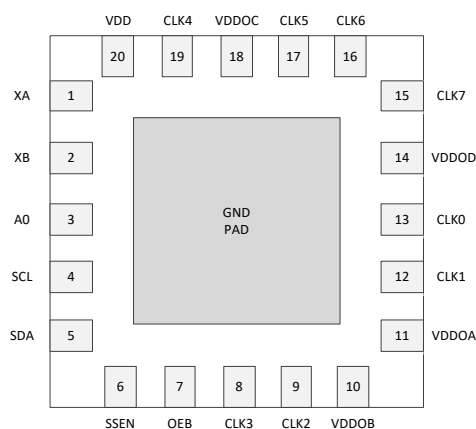 VDD CLK4 VDDOC CLK5 CLK6
20 19 18 17 16
XA 1 15 CLK7
XB 2 14 VDDOD
A0 3 13 CLK0
GND
PAD
SCL 4 12 CLK1
SDA 5 11 VDDOA
6 7 8 9 10
SSEN OEB CLK3 CLK2 VDDOB